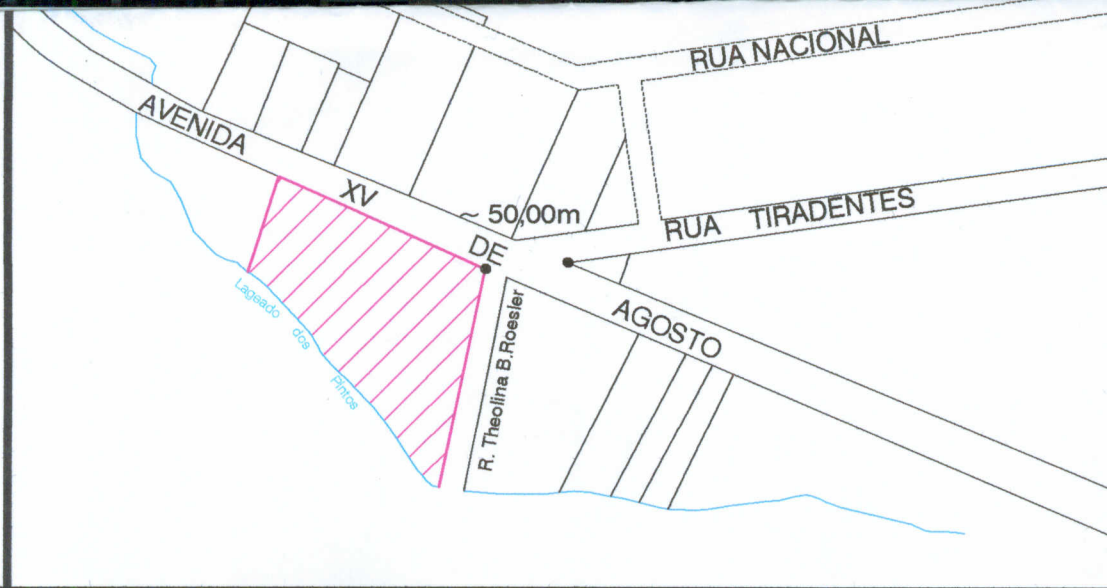 RUA NACIONAL
AVENIDA XV DE AGOSTO
~ 50,00m
RUA TIRADENTES
R. Theolina B.Roesler
Lageado dos Pintos